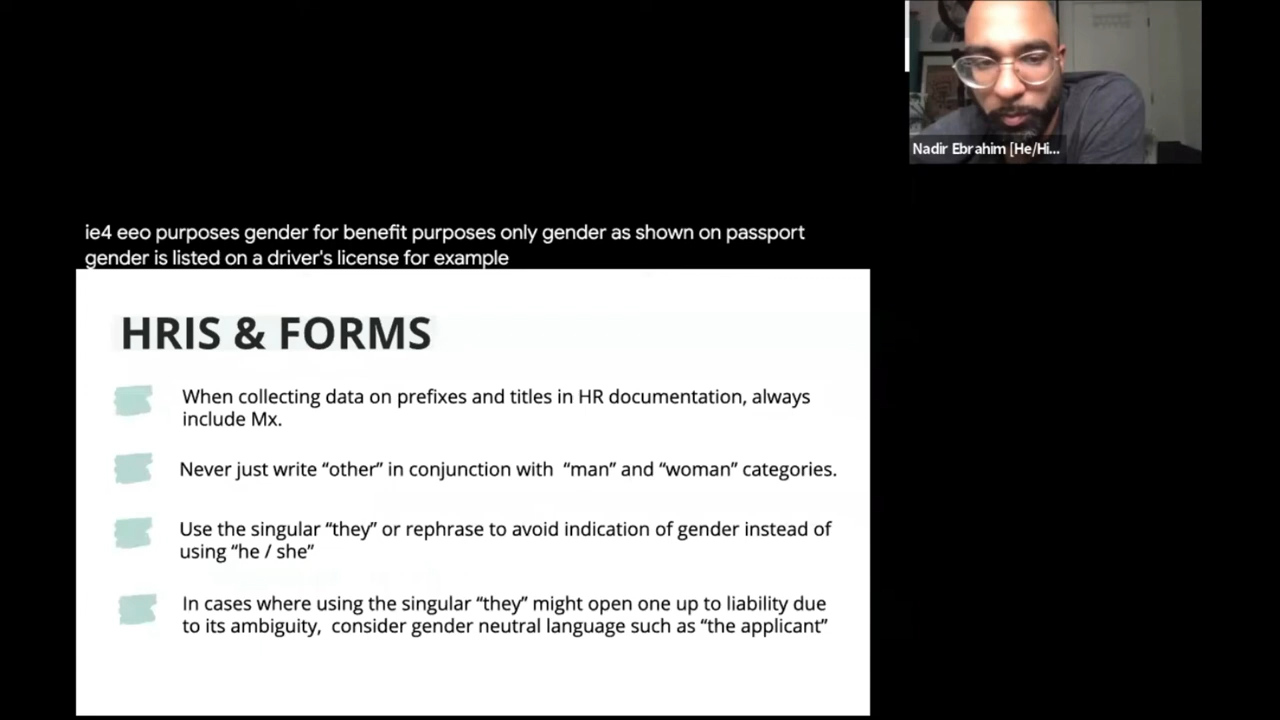 Nadir Ebrahim [He/Hi...
ie4 eeo purposes gender for benefit purposes only gender as shown on passport
gender is listed on a driver's license for example
HRIS & FORMS
When collecting data on prefixes and titles in HR documentation, always
include Mx.
Never just write “other” in conjunction with “man” and “woman” categories.
Use the singular “they” or rephrase to avoid indication of gender instead of
using “he / she”
In cases where using the singular “they” might open one up to liability due
to its ambiguity, consider gender neutral language such as “the applicant”